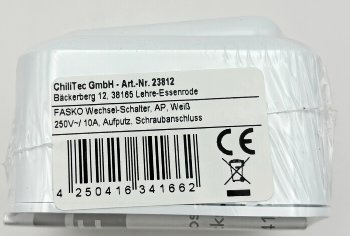 ChiliTec GmbH - Art.-Nr. 23812
Bäckerberg 12, 38165 Lehre-Essenrode
FASKO Wechsel-Schalter, AP, Weiß
250V~/ 10A, Aufputz. Schraubanschluss
CE
4 250416 341662